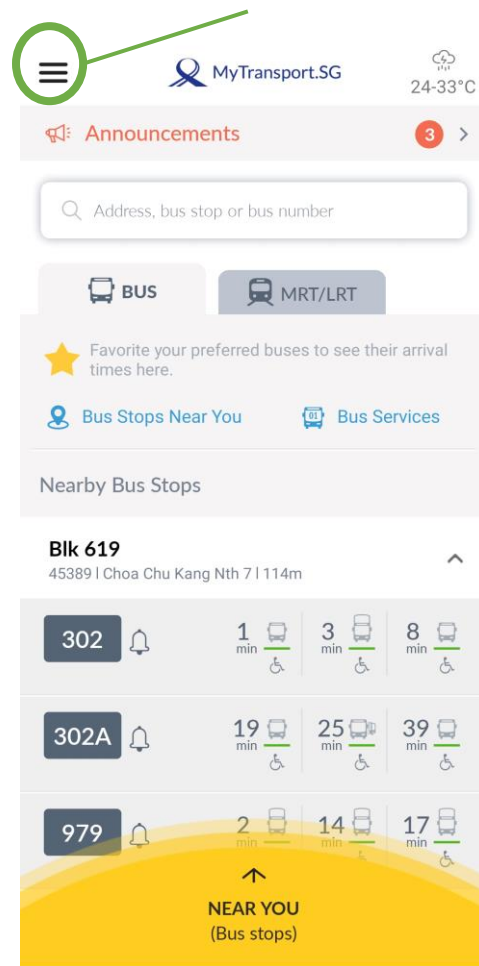 MyTransport.SG
24-33°C
Announcements 3
Address, bus stop or bus number
BUS MRT/LRT
Favorite your preferred buses to see their arrival
times here.
Bus Stops Near You 01 Bus Services
Nearby Bus Stops
Blk 619
45389 | Choa Chu Kang Nth 7 | 114m
302 1 3 8
min min min
302A 19 25 39
min min min
979 2 14 17
min min min
NEAR YOU
(Bus stops)